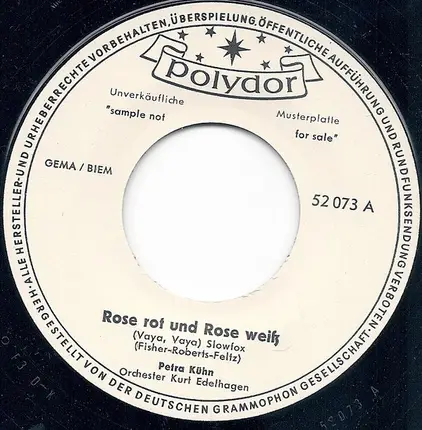 -ALLE HERSTELLER-UND URHEBERRECHTE VORBEHALTEN, ÜBERSPIELUNG, ÖFFENTLICHE AUFFÜHRUNG UND RUNDFUNKSENDUNG VERBOTEN-
polydor
Unverkäufliche Musterplatte
"sample not for sale"
GEMA / BIEM
52 073 A
Rose rot und Rose weiß
(Vaya, Vaya) Slowfox
(Fisher-Roberts-Feltz)
Petra Kühn
Orchester Kurt Edelhagen
HERGESTELLT VON DER DEUTSCHEN GRAMMOPHON GESELLSCHAFT-
52073 A